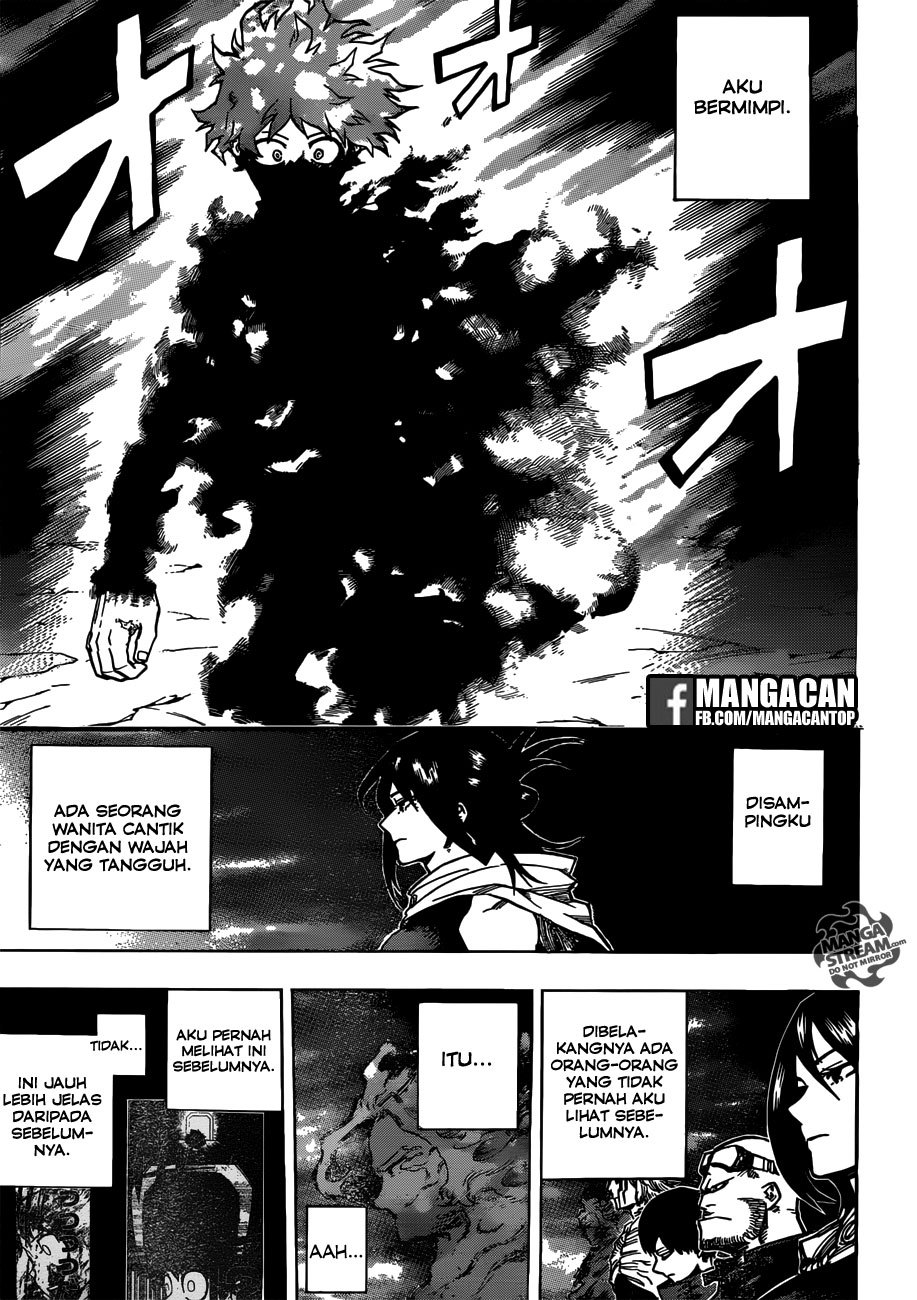 AKU
BERMIMPI.
オ
オ
オ
オ
f MANGACAN
FB.COM/MANGACANTOP
DISAM-
PINGKU
ADA SEORANG
WANITA CANTIK
DENGAN WAJAH
YANG TANGGUH.
MANGA
STREAM.COM
DO NOT MIRROR
DIBELA-
KANGNYA ADA
ORANG-ORANG
YANG TIDAK
PERNAH AKU
LIHAT SEBE-
LUMNYA.
ITU...
AAH...
AKU PERNAH
MELIHAT INI
SEBELUMNYA.
TIDAK...
INI JAUH
LEBIH JELAS
DARIPADA
SEBELUM-
NYA.